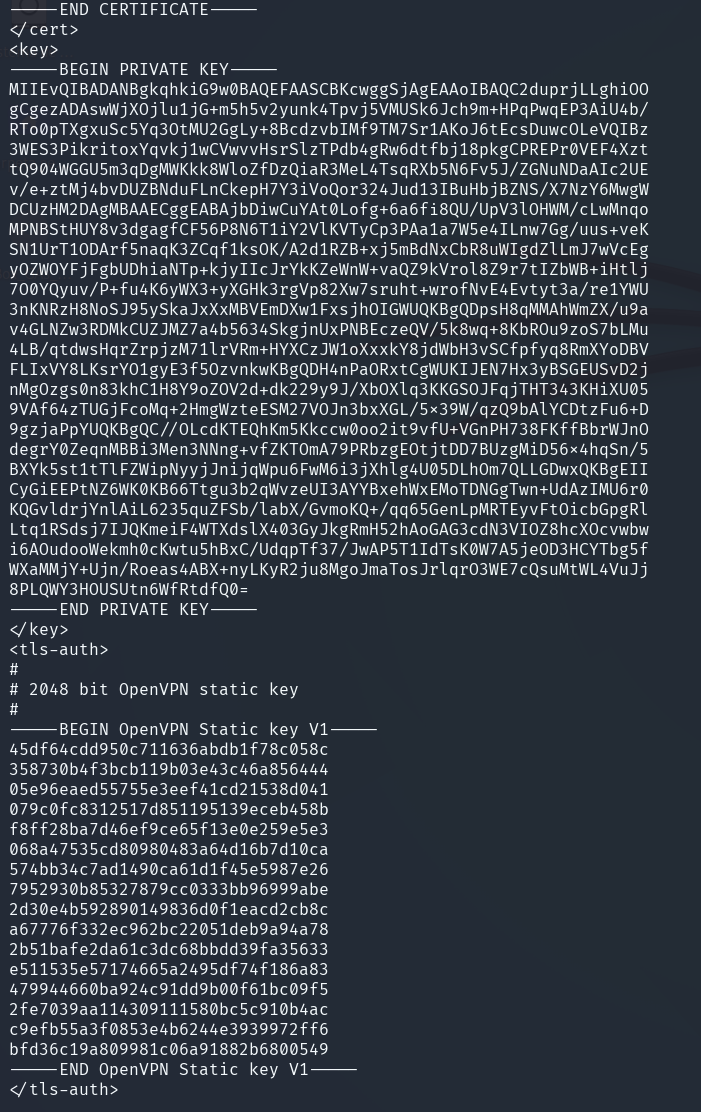 -----END CERTIFICATE-----
</cert>
<key>
-----BEGIN PRIVATE KEY-----
MIIEvQIBADANBgkqhkiG9w0BAQEFAASCBKcwggSjAgEAAoIBAQC2duprjLLghiOO
gCgezADAswWjXOjlu1jG+m5h5v2yunk4Tpvj5VMUSk6Jch9m+HPqPwqEP3AiU4b/
RTo0pTXgxuSc5Yq3OtMU2GgLy+8BcdzvbIMf9TM7Sr1AKoJ6tEcsDuwcOLeVQIBz
3WES3PikritoxYqvkj1wCVwvvHsrSlzTPdb4gRw6dtfbj18pkgCPREPr0VEF4Xzt
tQ904WGGU5m3qDgMWKkk8WloZfDzQiaR3MeL4TsqRXb5N6Fv5J/ZGNuNDaAIc2UE
v/e+ztMj4bvDUZBNduFLnCkepH7Y3iVoQor324Jud13IBuHbjBZNS/X7NzY6MwgW
DCUzHM2DAgMBAAECggEABAjbDiwCuYAt0Lofg+6a6fi8QU/UpV3lOHWM/cLwMnqo
MPNBStHUY8v3dgagfCF56P8N6T1iY2VlKVTyCp3PAa1a7W5e4ILnw7Gg/uus+veK
SN1UrT1ODArf5naqK3ZCqf1ksOK/A2d1RZB+xj5mBdNxCbR8uWIgdZlLmJ7wVcEg
yOZWOYFjFgbUDhiaNTp+kjyIIcJrYkKZeWnW+vaQZ9kVrol8Z9r7tIZbWB+iHtlj
7O0YQyuv/P+fu4K6yWX3+yXGHk3rgVp82Xw7sruht+wrofNvE4Evtyt3a/re1YWU
3nKNRzH8NoSJ95ySkaJxXxMBVEmDXw1FxsjhOIGWUQKBgQDpsH8qMMAhWmZX/u9a
v4GLNZw3RDMkCUZJMZ7a4b5634SkgjnUxPNBEczeQV/5k8wq+8KbROu9zoS7bLMu
4LB/qtdwsHqrZrpjzM71lrVRm+HYXCzJW1oXxxkY8jdWbH3vSCfpfyq8RmXYoDBV
FLIxVY8LKsrYO1gyE3f5OzvnkwKBgQDH4nPaORxtCgWUKIJEN7Hx3yBSGEUSvD2j
nMgOzgs0n83khC1H8Y9oZOV2d+dk229y9J/XbOXlq3KKGSOJFqjTHT343KHiXU05
9VAf64zTUGjFcoMq+2HmgWzteESM27VOJn3bxXGL/5×39W/qzQ9bAlYCDtzFu6+D
9gzjaPpYUQKBgQC//OLcdKTEQhKm5Kkccw0oo2it9vfU+VGnPH738FKffBbrWJnO
degrY0ZeqnMBBi3Men3NNng+vfZKTOmA79PRbzgEOtjtDD7BUzgMiD56×4hqSn/5
BXYk5st1tTlFZWipNyyjJnijqWpu6FwM6i3jXhlg4U05DLhOm7QLLGDwxQKBgEII
CyGiEEPtNZ6WK0KB66Ttgu3b2qWvzeUI3AYYBxehWxEMoTDNGgTwn+UdAzIMU6r0
KQGvldrjYnlAiL6235quZFSb/labX/GvmoKQ+/qq65GenLpMRTEyvFtOicbGpgRl
Ltq1RSdsj7IJQKmeiF4WTXdslX403GyJkgRmH52hAoGAG3cdN3VIOZ8hcXOcvwbw
i6AOudooWekmh0cKwtu5hBxC/UdqpTf37/JwAP5T1IdTsK0W7A5jeOD3HCYTbg5f
WXaMMjY+Ujn/Roeas4ABX+nyLKyR2ju8MgoJmaTosJrlqrO3WE7cQsuMtWL4VuJj
8PLQWY3HOUSUtn6WfRtdfQ0=
-----END PRIVATE KEY-----
</key>
<tls-auth>
#
# 2048 bit OpenVPN static key
#
-----BEGIN OpenVPN Static key V1-----
45df64cdd950c711636abdb1f78c058c
358730b4f3bcb119b03e43c46a856444
05e96eaed55755e3eef41cd21538d041
079c0fc8312517d851195139eceb458b
f8ff28ba7d46ef9ce65f13e0e259e5e3
068a47535cd80980483a64d16b7d10ca
574bb34c7ad1490ca61d1f45e5987e26
7952930b85327879cc0333bb96999abe
2d30e4b592890149836d0f1eacd2cb8c
a67776f332ec962bc22051deb9a94a78
2b51bafe2da61c3dc68bbdd39fa35633
e511535e57174665a2495df74f186a83
479944660ba924c91dd9b00f61bc09f5
2fe7039aa114309111580bc5c910b4ac
c9efb55a3f0853e4b6244e3939972ff6
bfd36c19a809981c06a91882b6800549
-----END OpenVPN Static key V1-----
</tls-auth>